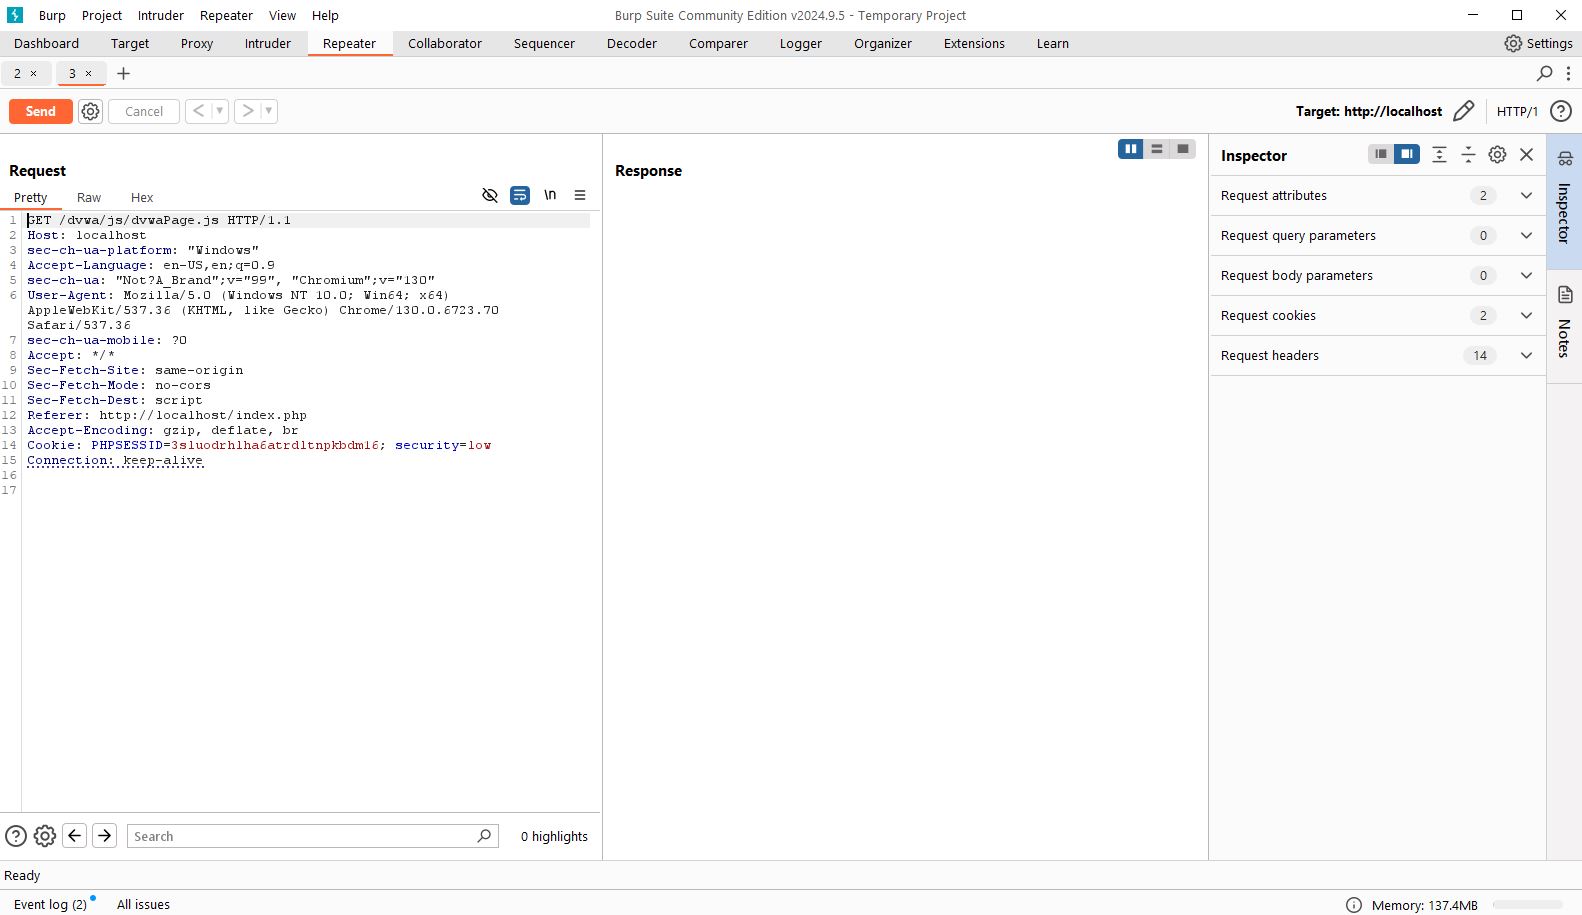 Burp Project Intruder Repeater View Help
Burp Suite Community Edition v2024.9.5 - Temporary Project
Dashboard Target Proxy Intruder Repeater Collaborator Sequencer Decoder Comparer Logger Organizer Extensions Learn
Settings
2 × 3 × +
Send Cancel < >
Target: http://localhost HTTP/1
Request
Pretty Raw Hex
\n
1 GET /dvwa/js/dvwaPage.js HTTP/1.1
2 Host: localhost
3 sec-ch-ua-platform: "Windows"
4 Accept-Language: en-US,en;q=0.9
5 sec-ch-ua: "Not?A_Brand";v="99", "Chromium";v="130"
6 User-Agent: Mozilla/5.0 (Windows NT 10.0; Win64; x64)
AppleWebKit/537.36 (KHTML, like Gecko) Chrome/130.0.6723.70
Safari/537.36
7 sec-ch-ua-mobile: ?0
8 Accept: */*
9 Sec-Fetch-Site: same-origin
10 Sec-Fetch-Mode: no-cors
11 Sec-Fetch-Dest: script
12 Referer: http://localhost/index.php
13 Accept-Encoding: gzip, deflate, br
14 Cookie: PHPSESSID=3sluodrhlha6atrdltnpkbdm16; security=low
15 Connection: keep-alive
16
17
Search
0 highlights
Response
Inspector
Request attributes 2
Request query parameters 0
Request body parameters 0
Request cookies 2
Request headers 14
Inspector
Notes
Ready
Event log (2) All issues
Memory: 137.4MB